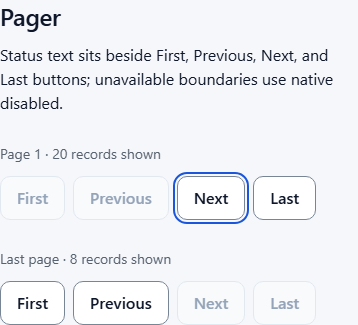 Pager
Status text sits beside First, Previous, Next, and
Last buttons; unavailable boundaries use native
disabled.
Page 1 · 20 records shown
First Previous Next Last
Last page · 8 records shown
First Previous Next Last